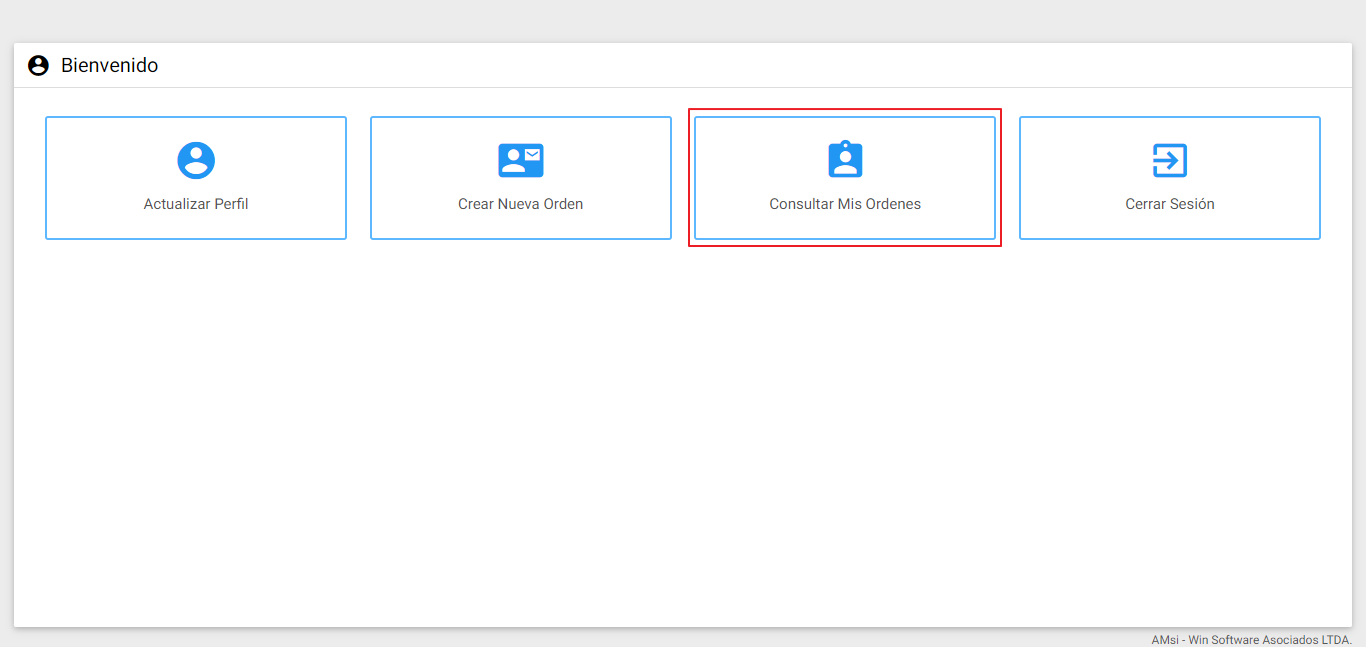 Bienvenido
Actualizar Perfil
Crear Nueva Orden
Consultar Mis Ordenes
Cerrar Sesión
AMsi - Win Software Asociados LTDA.